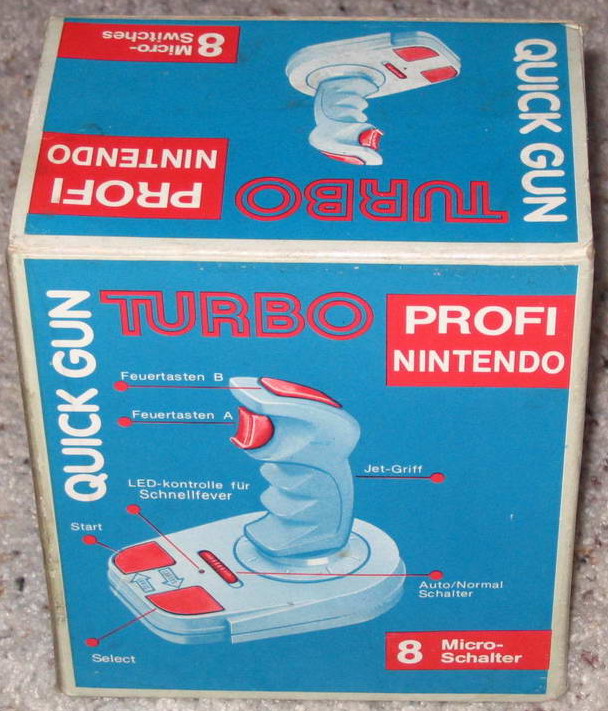 Micro-
8 Switches
QUICK GUN
PROFI
NINTENDO
TURBO
QUICK GUN
TURBO
PROFI
NINTENDO
Feuertasten B
Feuertasten A
Jet-Griff
LED-kontrolle für
Schnellfever
Start
Auto/Normal
Schalter
Select
8 Micro-
Schalter